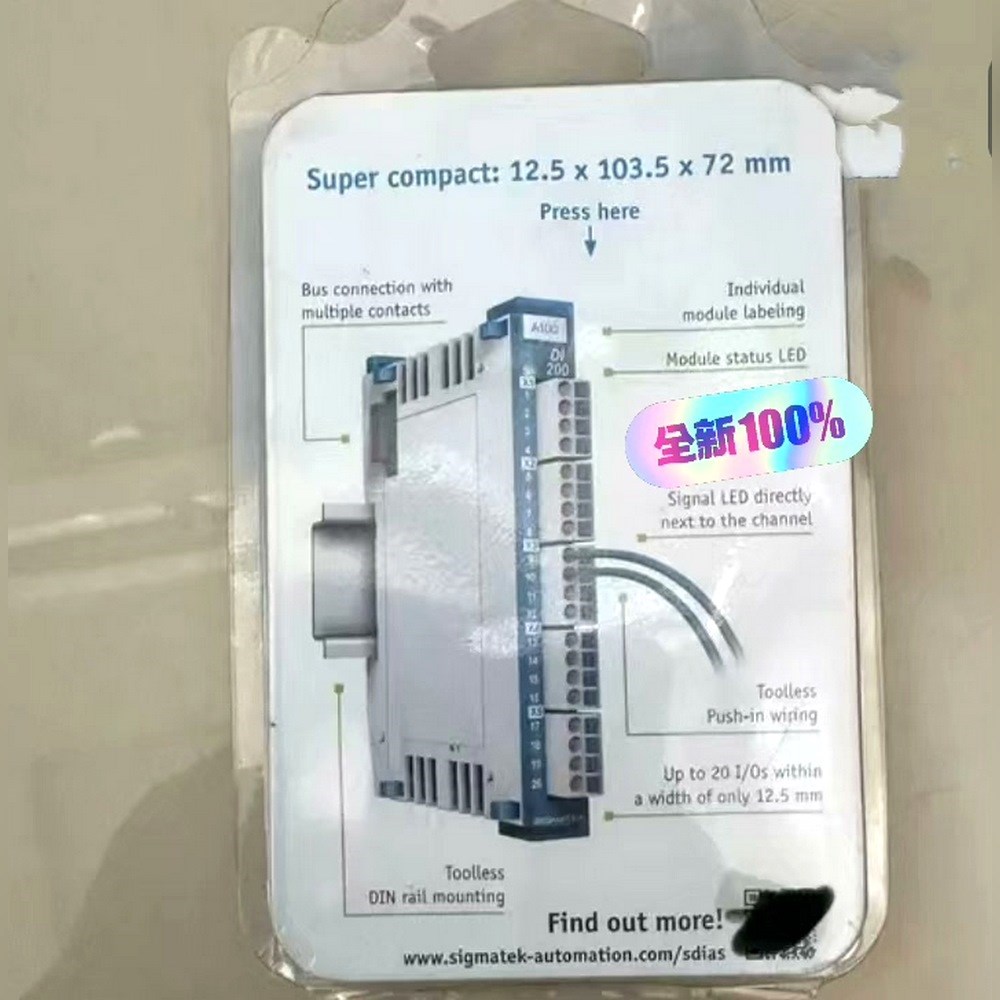 Super compact: 12.5 x 103.5 x 72 mm
Press here
Bus connection with
multiple contacts
Individual
module labeling
Module status LED
A100
DI
200
全新100%
Signal LED directly
next to the channel
Toolless
Push-in wiring
Up to 20 I/Os within
a width of only 12.5 mm
Toolless
DIN rail mounting
Find out more!
www.sigmatek-automation.com/sdias